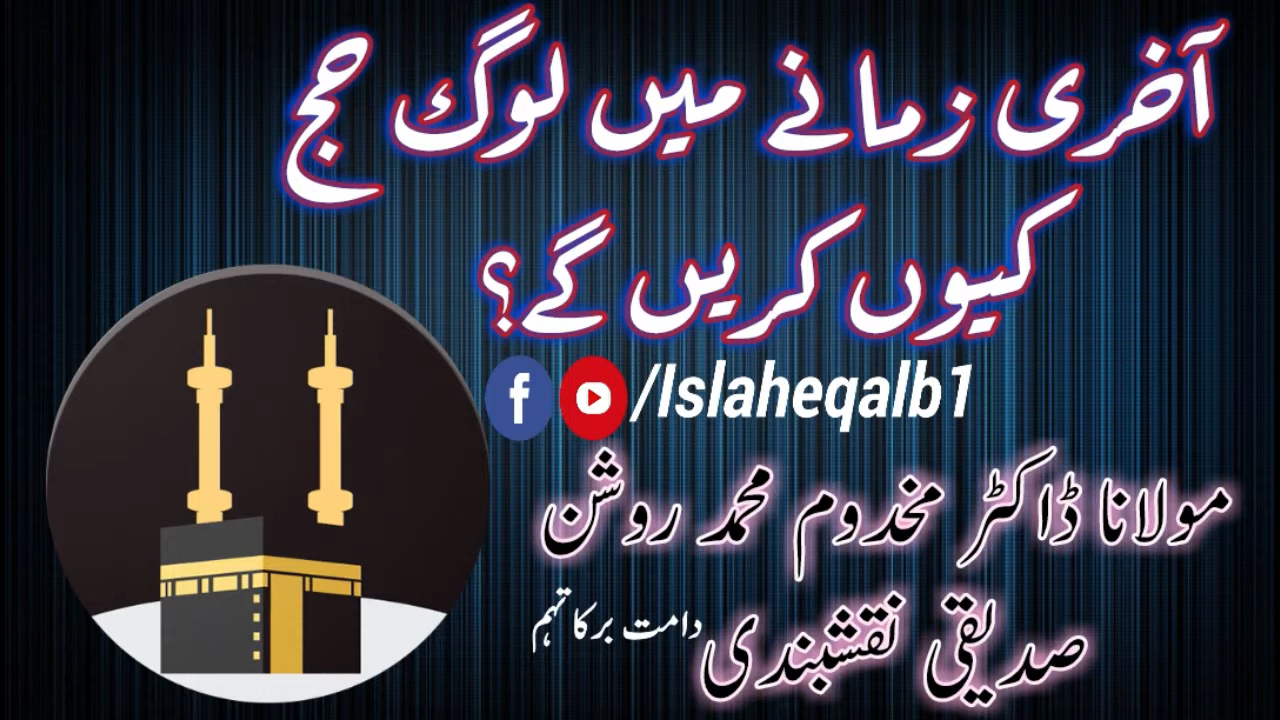 آخری زمانے میں لوگ حج
کیوں کریں گے؟
f /Islaheqalb1
مولانا ڈاکٹر مخدوم محمد روشن
صدیقی نقشبندی دامت برکاتہم